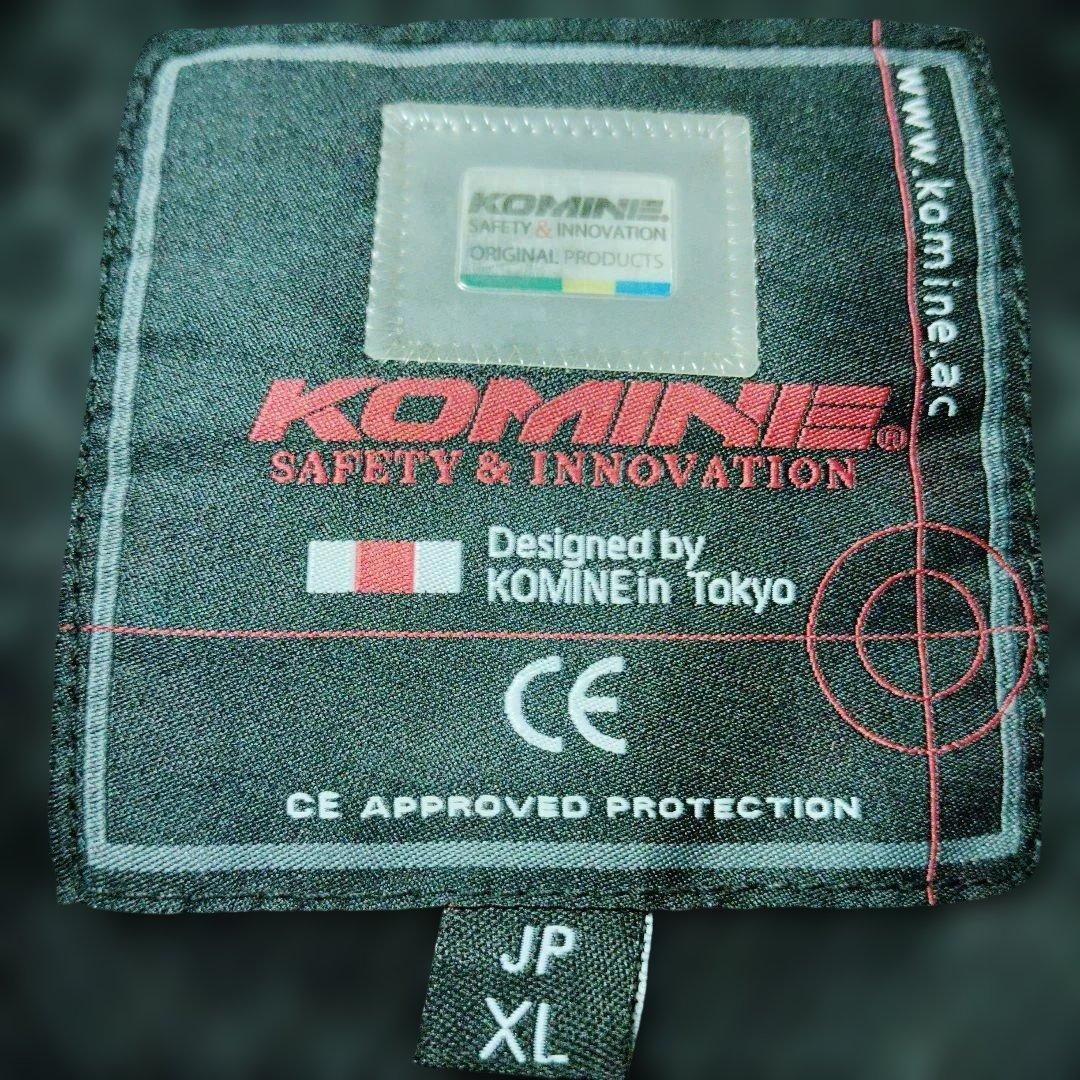 KOMINE.
SAFETY & INNOVATION
ORIGINAL PRODUCTS
www.komine.ac
KOMINE®
SAFETY & INNOVATION
Designed by
KOMINE in Tokyo
CE
CE APPROVED PROTECTION
JP
XL